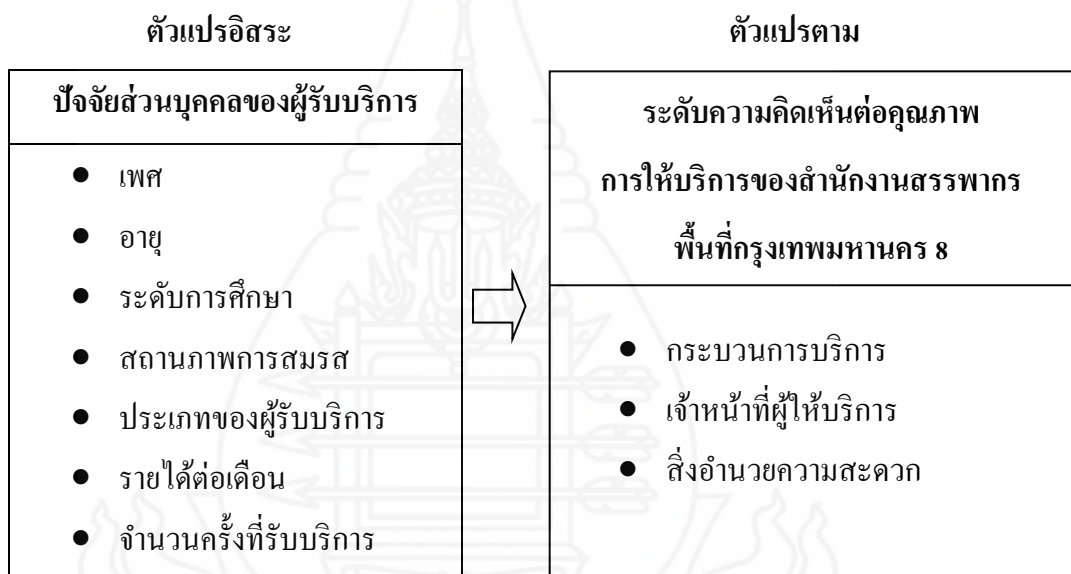 ตัวแปรอิสระ
ปัจจัยส่วนบุคคลของผู้รับบริการ
● เพศ
● อายุ
● ระดับการศึกษา
● สถานภาพการสมรส
● ประเภทของผู้รับบริการ
● รายได้ต่อเดือน
● จำนวนครั้งที่รับบริการ
ตัวแปรตาม
ระดับความคิดเห็นต่อคุณภาพ
การให้บริการของสำนักงานสรรพากร
พื้นที่กรุงเทพมหานคร 8
● กระบวนการบริการ
● เจ้าหน้าที่ผู้ให้บริการ
● สิ่งอำนวยความสะดวก